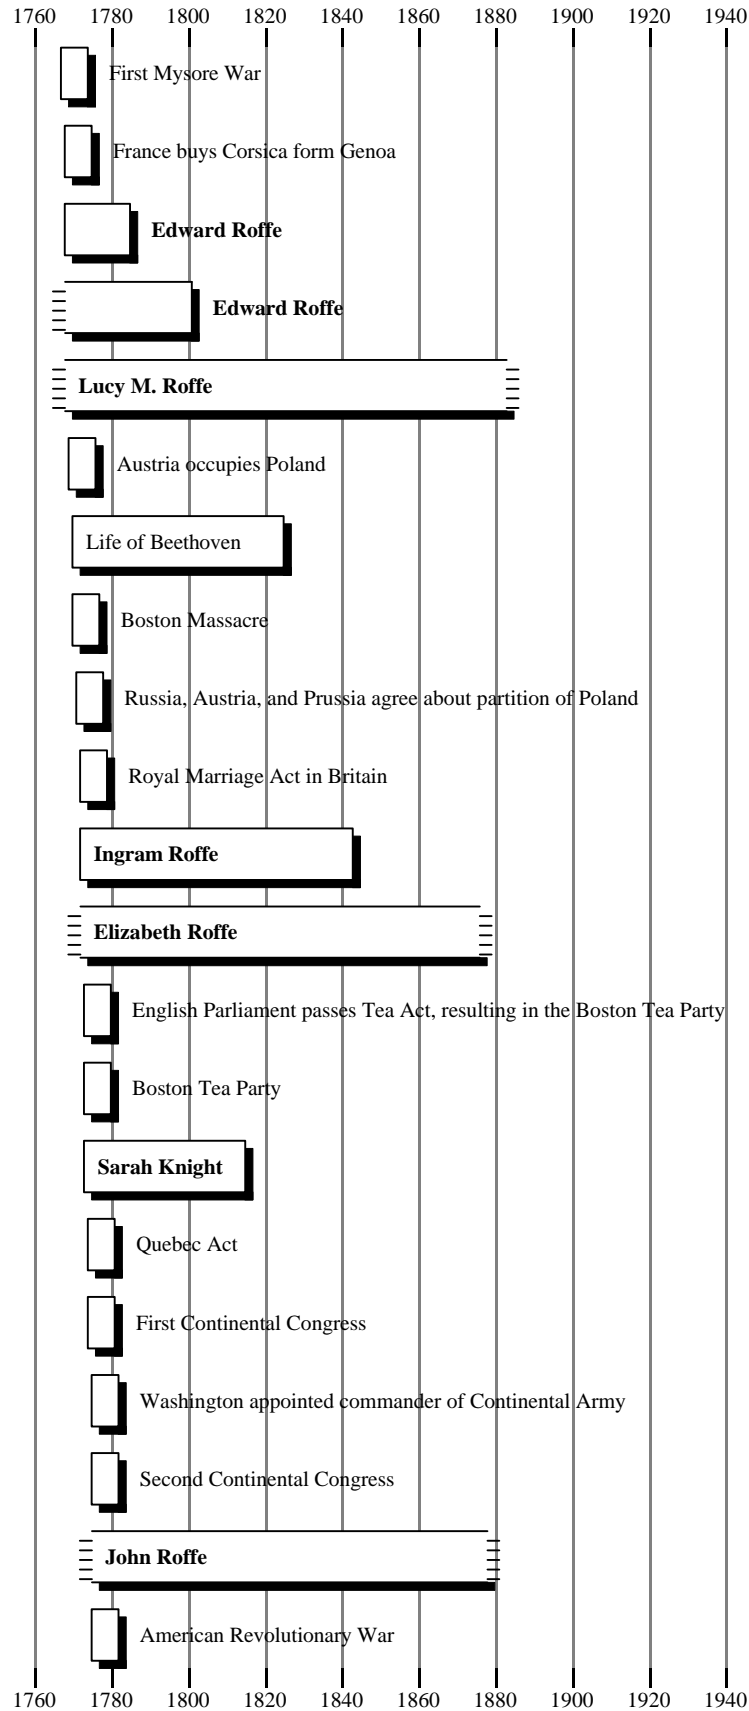 1760 1780 1800 1820 1840 1860 1880 1900 1920 1940
First Mysore War
France buys Corsica form Genoa
Edward Roffe
Edward Roffe
Lucy M. Roffe
Austria occupies Poland
Life of Beethoven
Boston Massacre
Russia, Austria, and Prussia agree about partition of Poland
Royal Marriage Act in Britain
Ingram Roffe
Elizabeth Roffe
English Parliament passes Tea Act, resulting in the Boston Tea Party
Boston Tea Party
Sarah Knight
Quebec Act
First Continental Congress
Washington appointed commander of Continental Army
Second Continental Congress
John Roffe
American Revolutionary War
1760 1780 1800 1820 1840 1860 1880 1900 1920 1940